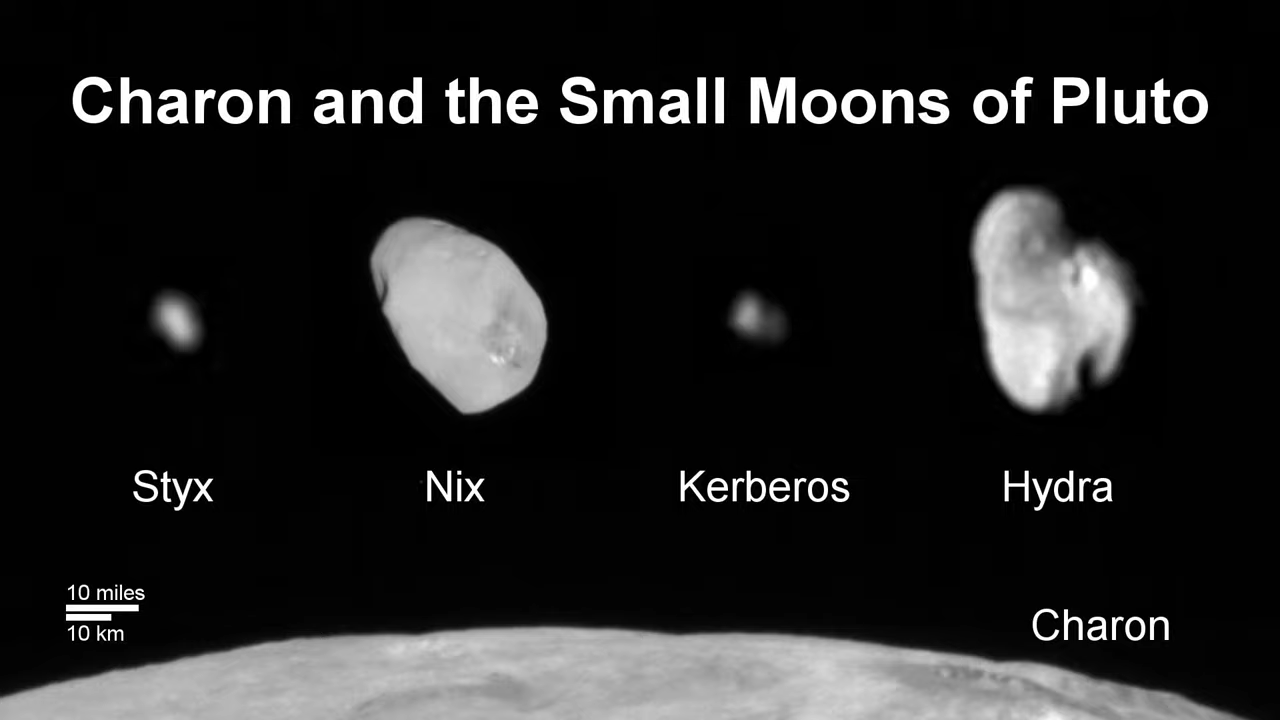 Charon and the Small Moons of Pluto
Styx
Nix
Kerberos
Hydra
10 miles
10 km
Charon